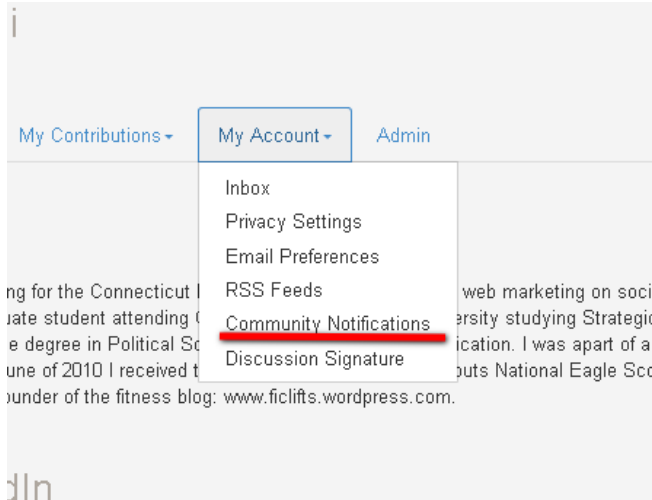 i
My Contributions
My Account
Admin
Inbox
Privacy Settings
Email Preferences
RSS Feeds
Community Notifications
Discussion Signature
ng for the Connecticut web marketing on soci
uate student attending ersity studying Strategic
e degree in Political Sc ication. I was apart of a
une of 2010 I received t outs National Eagle Sco
ounder of the fitness blog: www.ficlifts.wordpress.com.
dIn